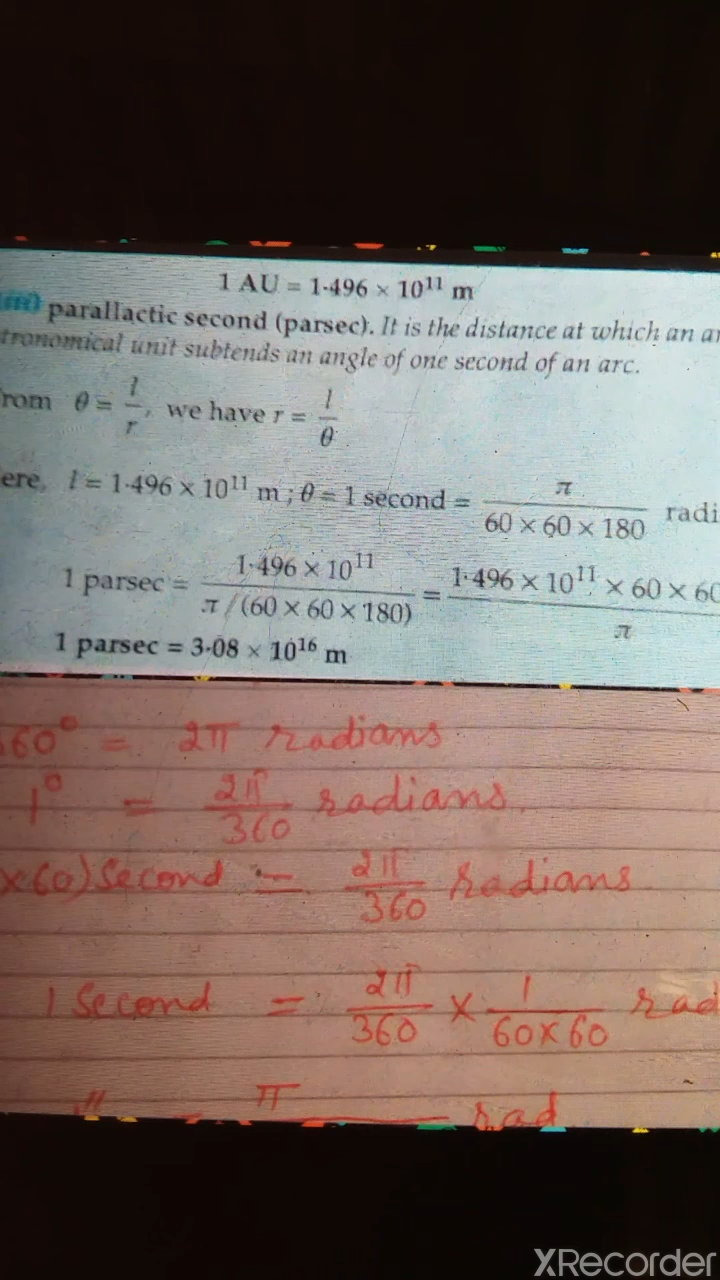 1 AU = 1·496 × 10¹¹ m
(iii) parallactic second (parsec). It is the distance at which an
tronomical unit subtends an angle of one second of an arc.
rom θ = l/r, we have r = l/θ
ere, l = 1·496 × 10¹¹ m ; θ = 1 second = π/(60 × 60 × 180) radi
1 parsec = 1·496 × 10¹¹ / (π/(60 × 60 × 180)) = 1·496 × 10¹¹ × 60 × 60 / π
1 parsec = 3·08 × 10¹⁶ m
360° = 2π radians
1° = 2π/360 radians.
×60) second = 2π/360 radians
1 second = 2π/360 × 1/(60×60) rad
" = π rad
XRecorder